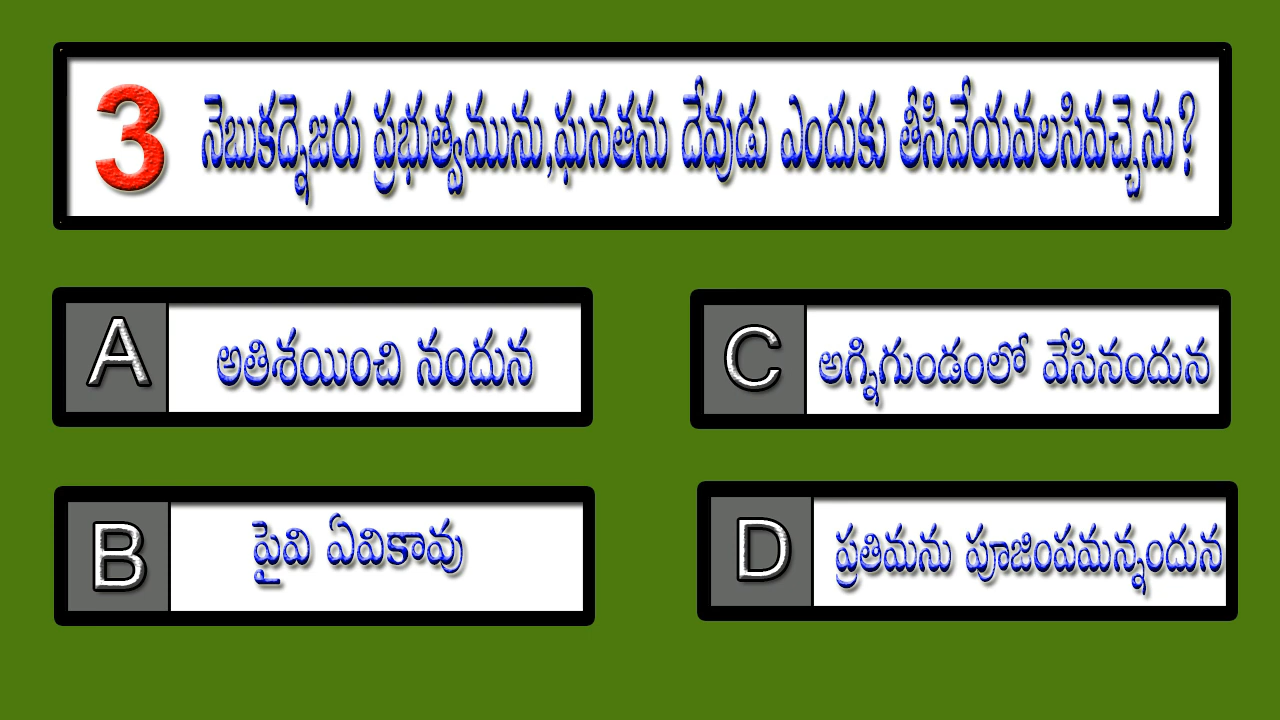 3 నెబుకద్నెజరు ప్రభుత్వమును,ఘనతను దేవుడు ఎందుకు తీసివేయవలసివచ్చెను?
A అతిశయించి నందున
C అగ్నిగుండంలో వేసినందున
B పైవి ఏవికావు
D ప్రతిమను పూజింపమన్నందున